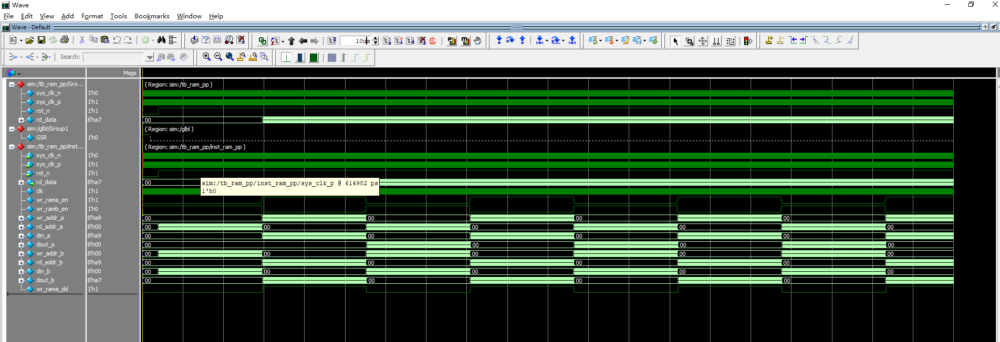 Wave
File Edit View Add Format Tools Bookmarks Window Help
Wave - Default
10us
Search:
Msgs
sim:/tb_ram_pp/Gro... (Region: sim:/tb_ram_pp)
sys_clk_n 1'h0
sys_clk_p 1'h1
rst_n 1'h1
rd_data 8'ha7 00
sim:/glbl/Group1 (Region: sim:/glbl)
GSR 1'h0
sim:/tb_ram_pp/inst... (Region: sim:/tb_ram_pp/inst_ram_pp)
sys_clk_n 1'h0
sys_clk_p 1'h1
rst_n 1'h1
rd_data 8'ha7 00
sim:/tb_ram_pp/inst_ram_pp/sys_clk_p @ 614982 ps
1'h0
clk 1'h1
wr_rama_en 1'h1
wr_ramb_en 1'h0
wr_addr_a 8'ha9 00 00 00 00
rd_addr_a 8'h00 00 00 00 00 00
din_a 8'ha9 00 00 00 00
dout_a 8'h00 00 00 00 00
wr_addr_b 8'h00 00 00 00 00 00
rd_addr_b 8'ha9 00 00 00 00
din_b 8'h00 00 00 00 00 00
dout_b 8'ha7 00 00 00 00
wr_rama_dd 1'h1